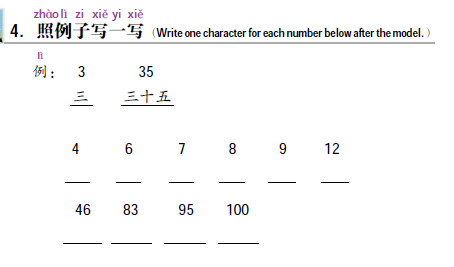 zhào lì zi xiě yi xiě
4. 照例子写一写 (Write one character for each number below after the model. )
lì
例： 3 35
三 三十五
4 6 7 8 9 12
46 83 95 100